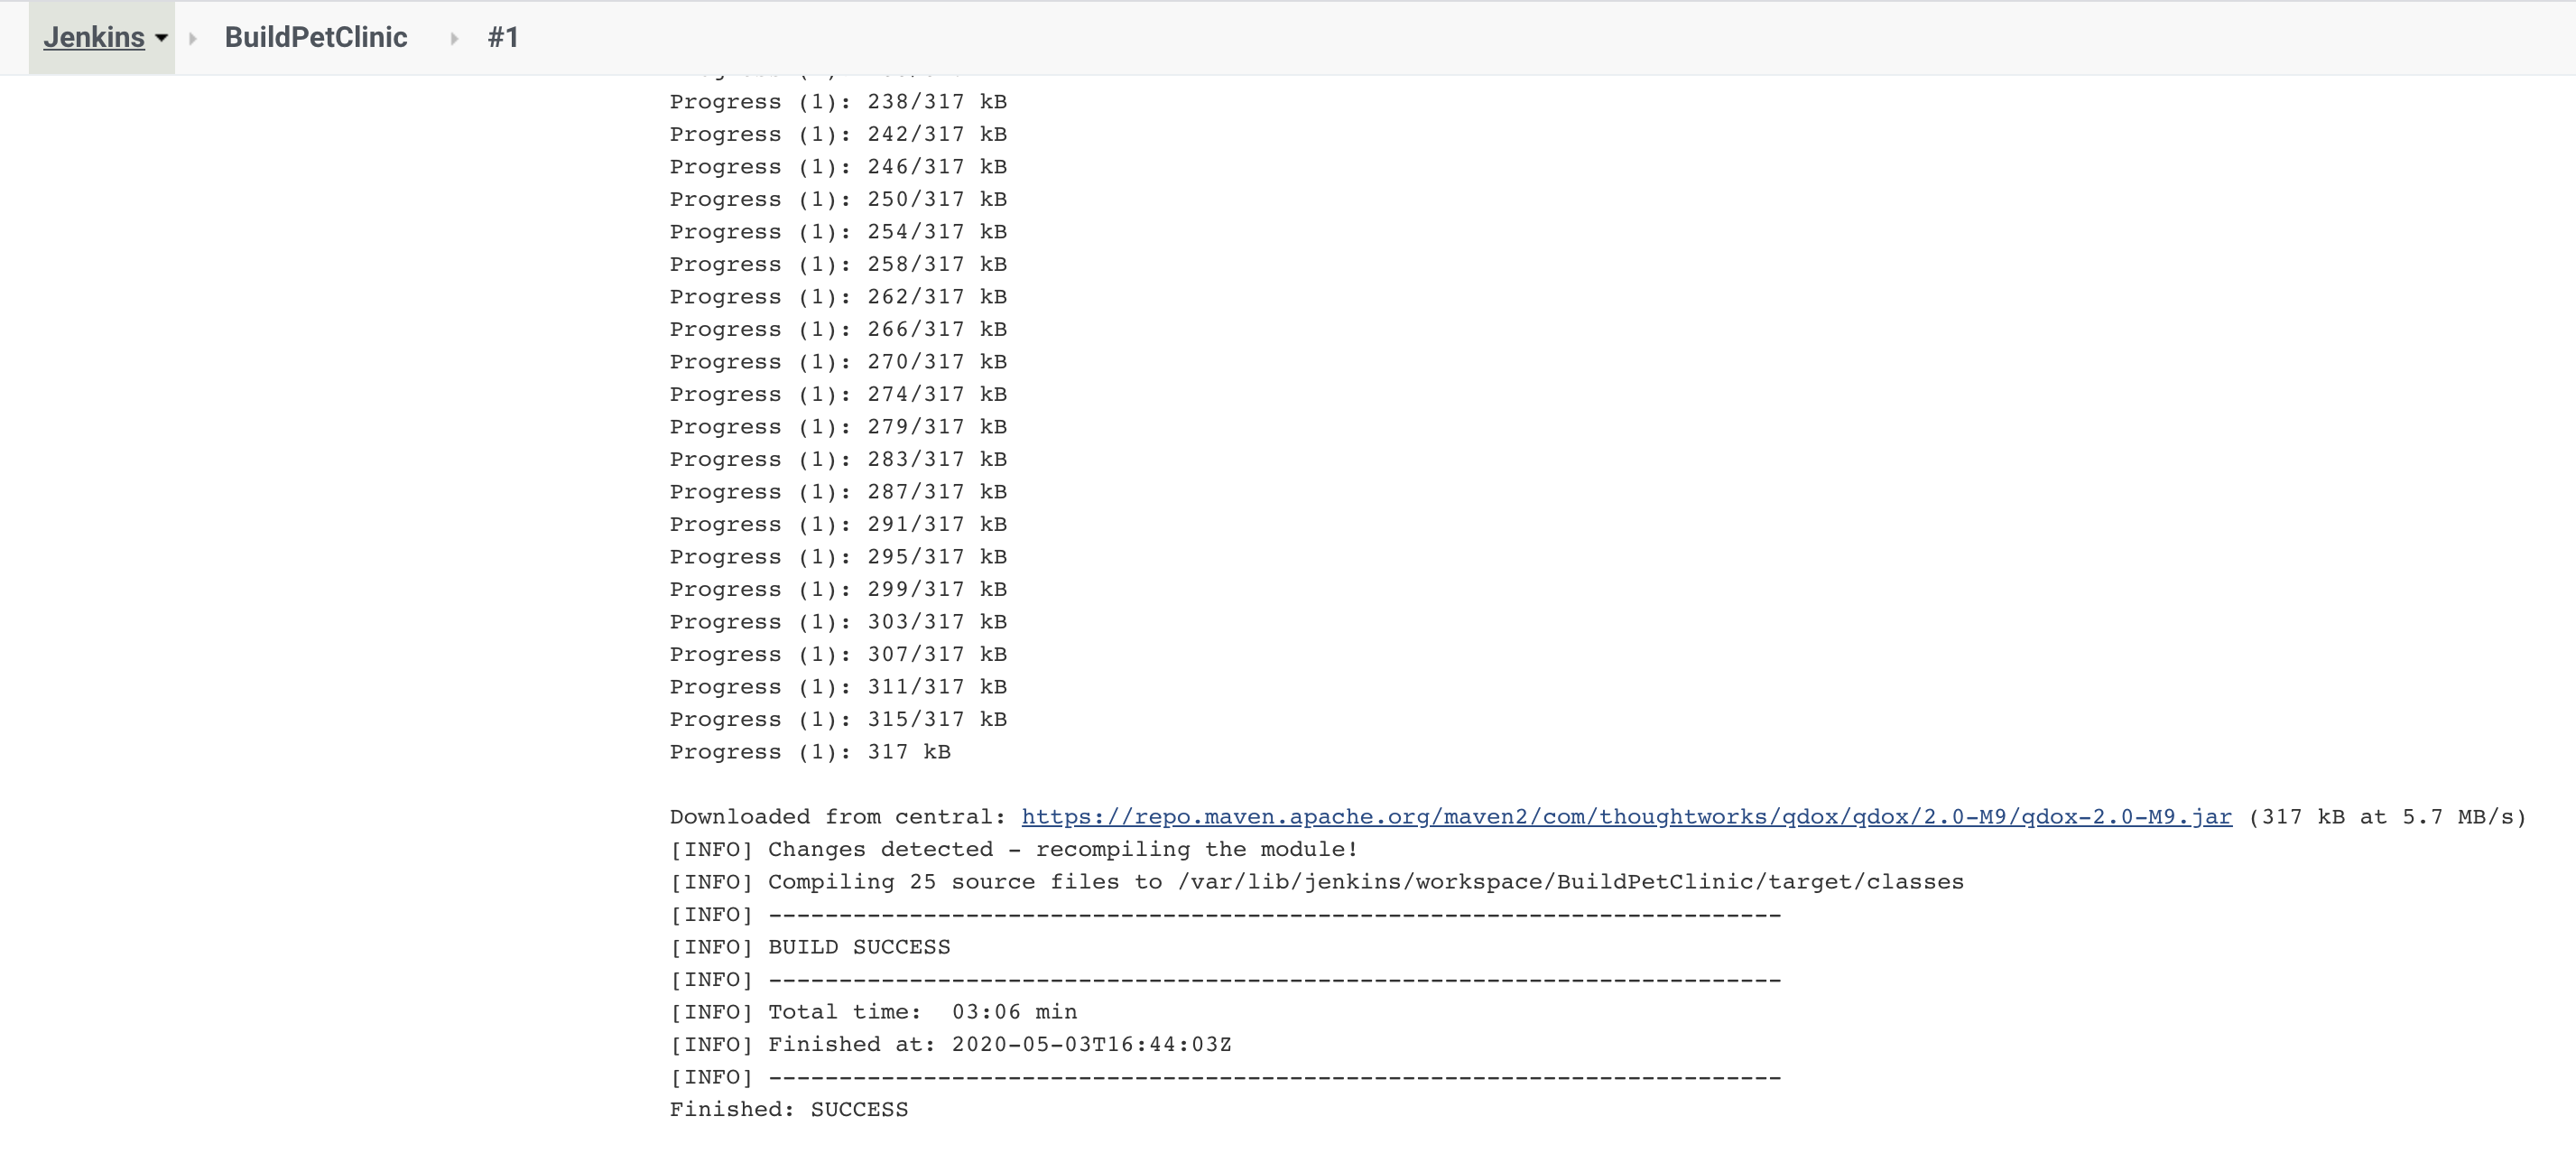 Jenkins BuildPetClinic #1
Progress (1): 238/317 kB
Progress (1): 242/317 kB
Progress (1): 246/317 kB
Progress (1): 250/317 kB
Progress (1): 254/317 kB
Progress (1): 258/317 kB
Progress (1): 262/317 kB
Progress (1): 266/317 kB
Progress (1): 270/317 kB
Progress (1): 274/317 kB
Progress (1): 279/317 kB
Progress (1): 283/317 kB
Progress (1): 287/317 kB
Progress (1): 291/317 kB
Progress (1): 295/317 kB
Progress (1): 299/317 kB
Progress (1): 303/317 kB
Progress (1): 307/317 kB
Progress (1): 311/317 kB
Progress (1): 315/317 kB
Progress (1): 317 kB
Downloaded from central: https://repo.maven.apache.org/maven2/com/thoughtworks/qdox/qdox/2.0-M9/qdox-2.0-M9.jar (317 kB at 5.7 MB/s)
[INFO] Changes detected - recompiling the module!
[INFO] Compiling 25 source files to /var/lib/jenkins/workspace/BuildPetClinic/target/classes
[INFO] ------------------------------------------------------------------------
[INFO] BUILD SUCCESS
[INFO] ------------------------------------------------------------------------
[INFO] Total time:  03:06 min
[INFO] Finished at: 2020-05-03T16:44:03Z
[INFO] ------------------------------------------------------------------------
Finished: SUCCESS